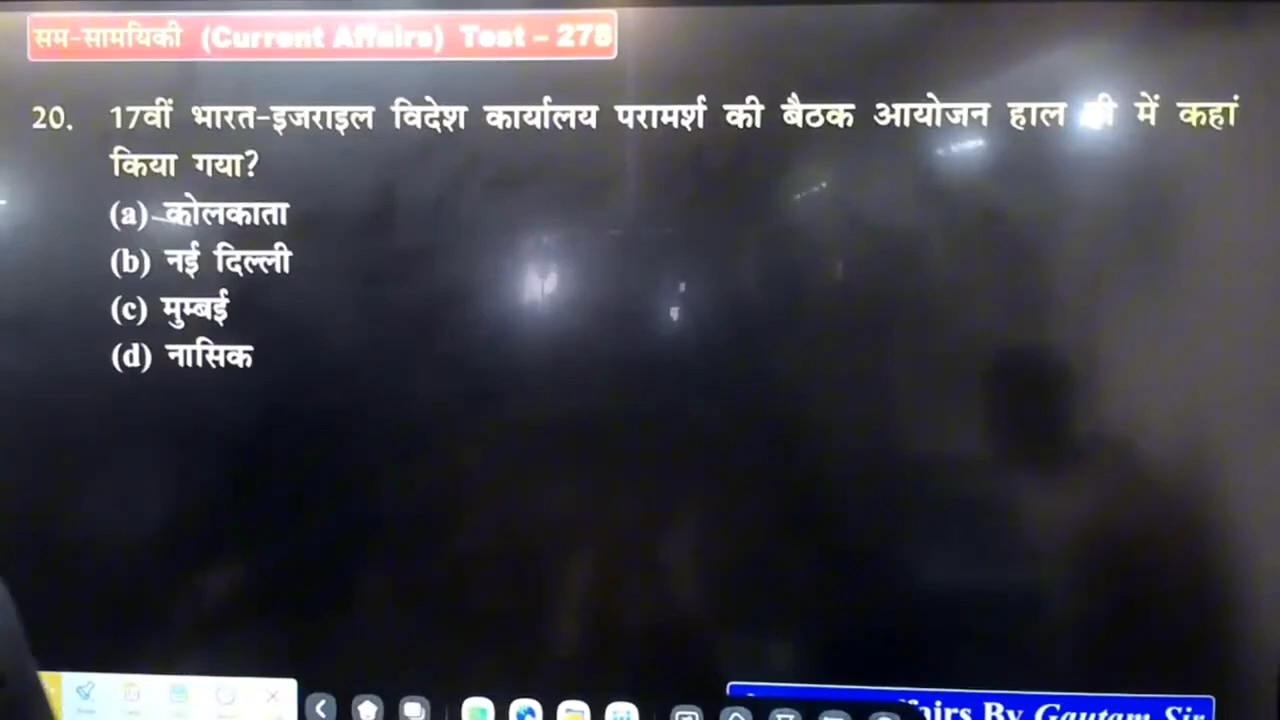 सम-सामयिकी (Current Affairs) Test - 278
20. 17वीं भारत-इजराइल विदेश कार्यालय परामर्श की बैठक आयोजन हाल ही में कहां
किया गया?
(a) कोलकाता
(b) नई दिल्ली
(c) मुम्बई
(d) नासिक
By Gautam Sir